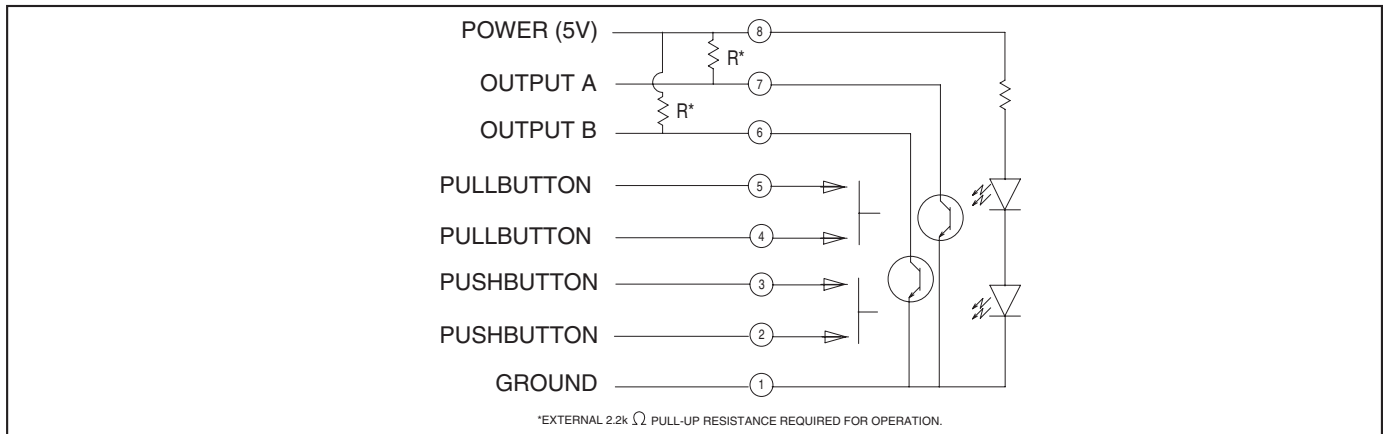 POWER (5V) 8
R*
OUTPUT A 7
R*
OUTPUT B 6
PULLBUTTON 5
PULLBUTTON 4
PUSHBUTTON 3
PUSHBUTTON 2
GROUND 1
*EXTERNAL 2.2k Ω PULL-UP RESISTANCE REQUIRED FOR OPERATION.